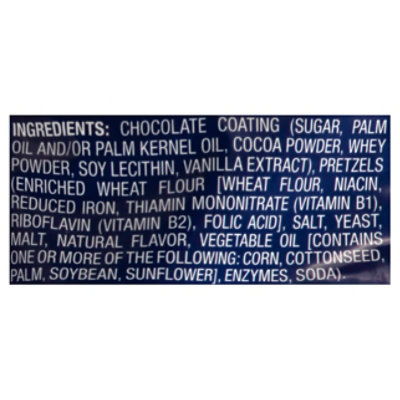 INGREDIENTS: CHOCOLATE COATING (SUGAR, PALM
OIL AND/OR PALM KERNEL OIL, COCOA POWDER, WHEY
POWDER, SOY LECITHIN, VANILLA EXTRACT), PRETZELS
(ENRICHED WHEAT FLOUR [WHEAT FLOUR, NIACIN,
REDUCED IRON, THIAMIN MONONITRATE (VITAMIN B1),
RIBOFLAVIN (VITAMIN B2), FOLIC ACID], SALT, YEAST,
MALT, NATURAL FLAVOR, VEGETABLE OIL [CONTAINS
ONE OR MORE OF THE FOLLOWING: CORN, COTTONSEED,
PALM, SOYBEAN, SUNFLOWER], ENZYMES, SODA).